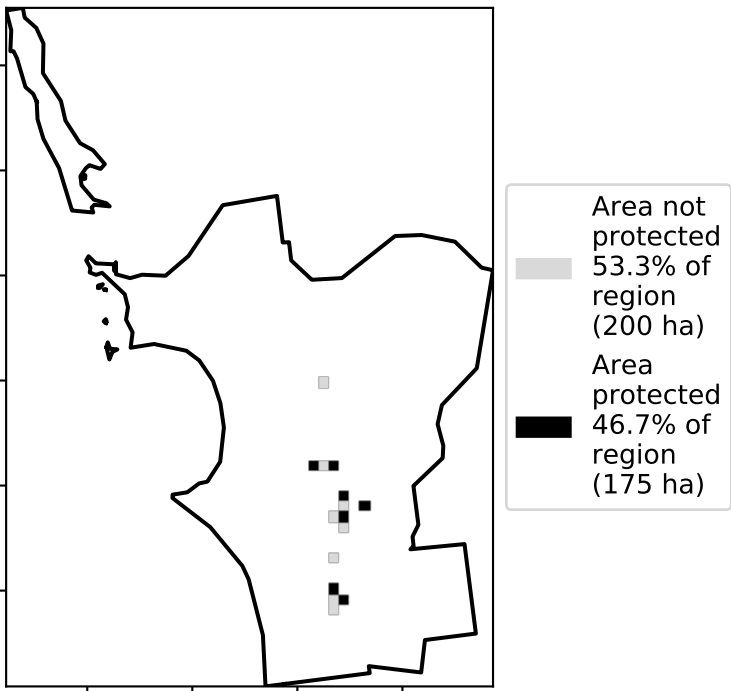 Area not
protected
53.3% of
region
(200 ha)
Area
protected
46.7% of
region
(175 ha)